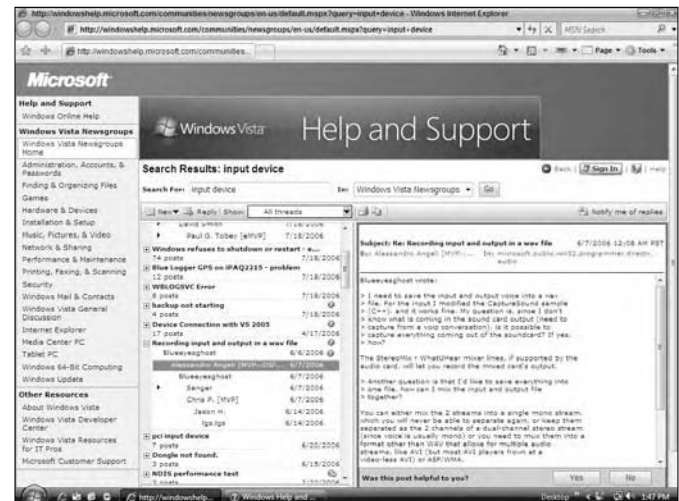 http://windowshelp.microsoft.com/communities/newsgroups/en-us/default.mspx?query=input+device - Windows Internet Explorer
http://windowshelp.microsoft.com/communities/newsgroups/en-us/default.mspx?query=input+device
MSN Search
http://windowshelp.microsoft.com/communities...
Page
Tools
Microsoft
Help and Support
Windows Online Help
Windows Vista Newsgroups
Windows Vista Newsgroups
Home
Administration, Accounts, &
Passwords
Finding & Organizing Files
Games
Hardware & Devices
Installation & Setup
Music, Pictures, & Video
Network & Sharing
Performance & Maintenance
Printing, Faxing, & Scanning
Security
Windows Mail & Contacts
Windows Vista General
Discussion
Internet Explorer
Media Center PC
Tablet PC
Windows 64-Bit Computing
Windows Update
Other Resources
About Windows Vista
Windows Vista Developer
Center
Windows Vista Resources
for IT Pros
Microsoft Customer Support
Windows Vista
Help and Support
Search Results: input device
Back | Sign In | Help
Search For: input device In: Windows Vista Newsgroups Go
New Reply Show: All threads
Notify me of replies
David Smith 7/18/2006
Paul G. Tobey [eMVP] 7/18/2006
Windows refuses to shutdown or restart - a...
74 posts 7/18/2006
Blue Logger GPS on iPAQ2215 - problem
12 posts 7/18/2006
WBLOGSVC Error
8 posts 7/18/2006
backup not starting
4 posts 7/18/2006
Device Connection with VS 2005
17 posts 4/17/2006
Recording input and output in a wav file
Blueeyesghost 6/6/2006
Alessandro Angeli [MVP::DS/... 6/7/2006
Blueeyesghost 6/7/2006
Senger 6/7/2006
Chris P. [MVP] 6/7/2006
Jason H. 6/14/2006
Iga.Iga 6/14/2006
pci input device
7 posts 6/20/2006
Dongle not found.
3 posts 6/15/2006
NDIS performance test
Subject: Re: Recording input and output in a wav file 6/7/2006 12:08 AM PST
By: Alessandro Angeli [MVP::... In: microsoft.public.win32.programmer.directx.
audio
Blueeyesghost wrote:
> I need to save the input and output voice into a wav
> file. For the input I modified the CaptureSound sample
> (C++), and it works fine. My question is, since I don't
> know what is coming in the sound card output (need to
> capture from a voip conversation). Is it possible to
> capture everything coming out of the soundcard? If yes,
> how?
The StereoMix r WhatUHear mixer lines, if supported by the
audio card, will let you record the mixed card's output.
> Another question is that I'd like to save everything into
> one file, how can I mix the input and output file
> together?
You can either mix the 2 streams into a single mono stream,
which you will never be able to separate again, or keep them
separated as the 2 channels of a dual-channel stereo stream
(since voice is usually mono) or you need to mux them into a
format other than WAV that allows for multiple audio
streams, like AVI (but most AVI players frown at a
video-less AVI) or ASF/WMA.
Was this post helpful to you? Yes No
http://windowshelp...
Windows Help and ...
Desktop
1:47 PM